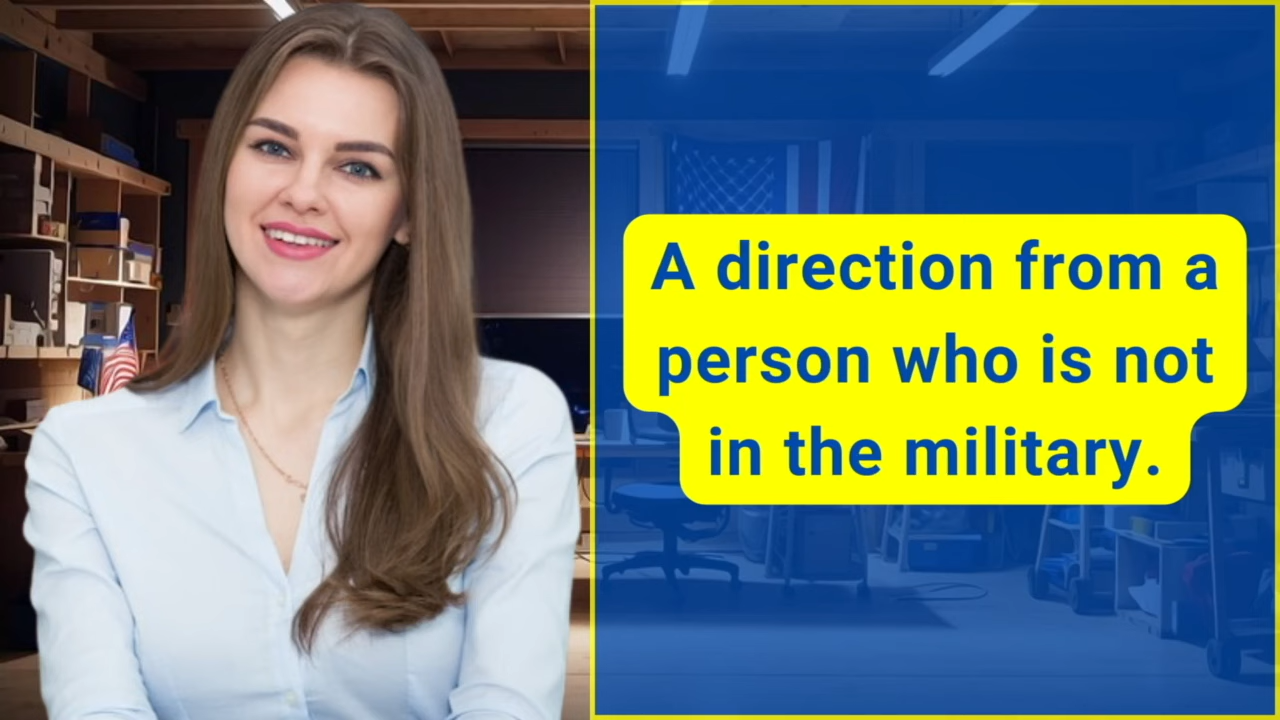 A direction from a
person who is not
in the military.